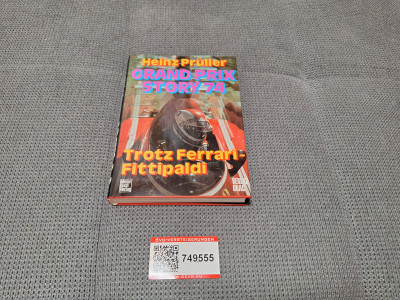 Heinz Prüller
GRAND PRIX
STORY 74
Trotz Ferrari-
Fittipaldi
749555